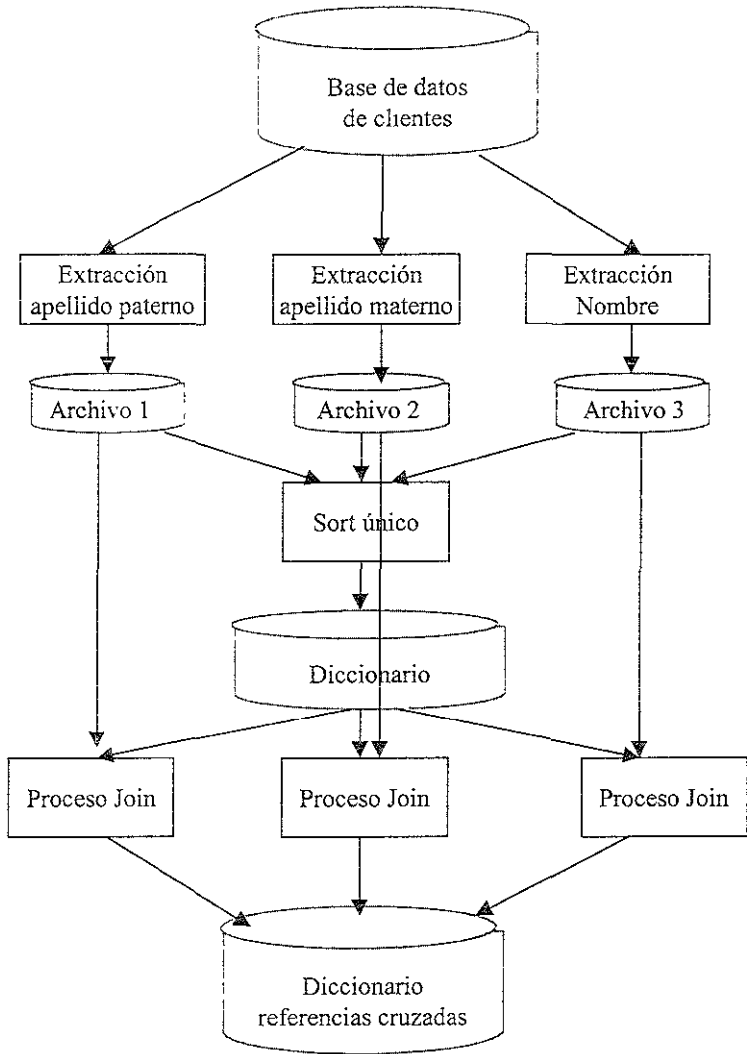 Base de datos
de clientes
Extracción
apellido paterno
Extracción
apellido materno
Extracción
Nombre
Archivo 1
Archivo 2
Archivo 3
Sort único
Diccionario
Proceso Join
Proceso Join
Proceso Join
Diccionario
referencias cruzadas